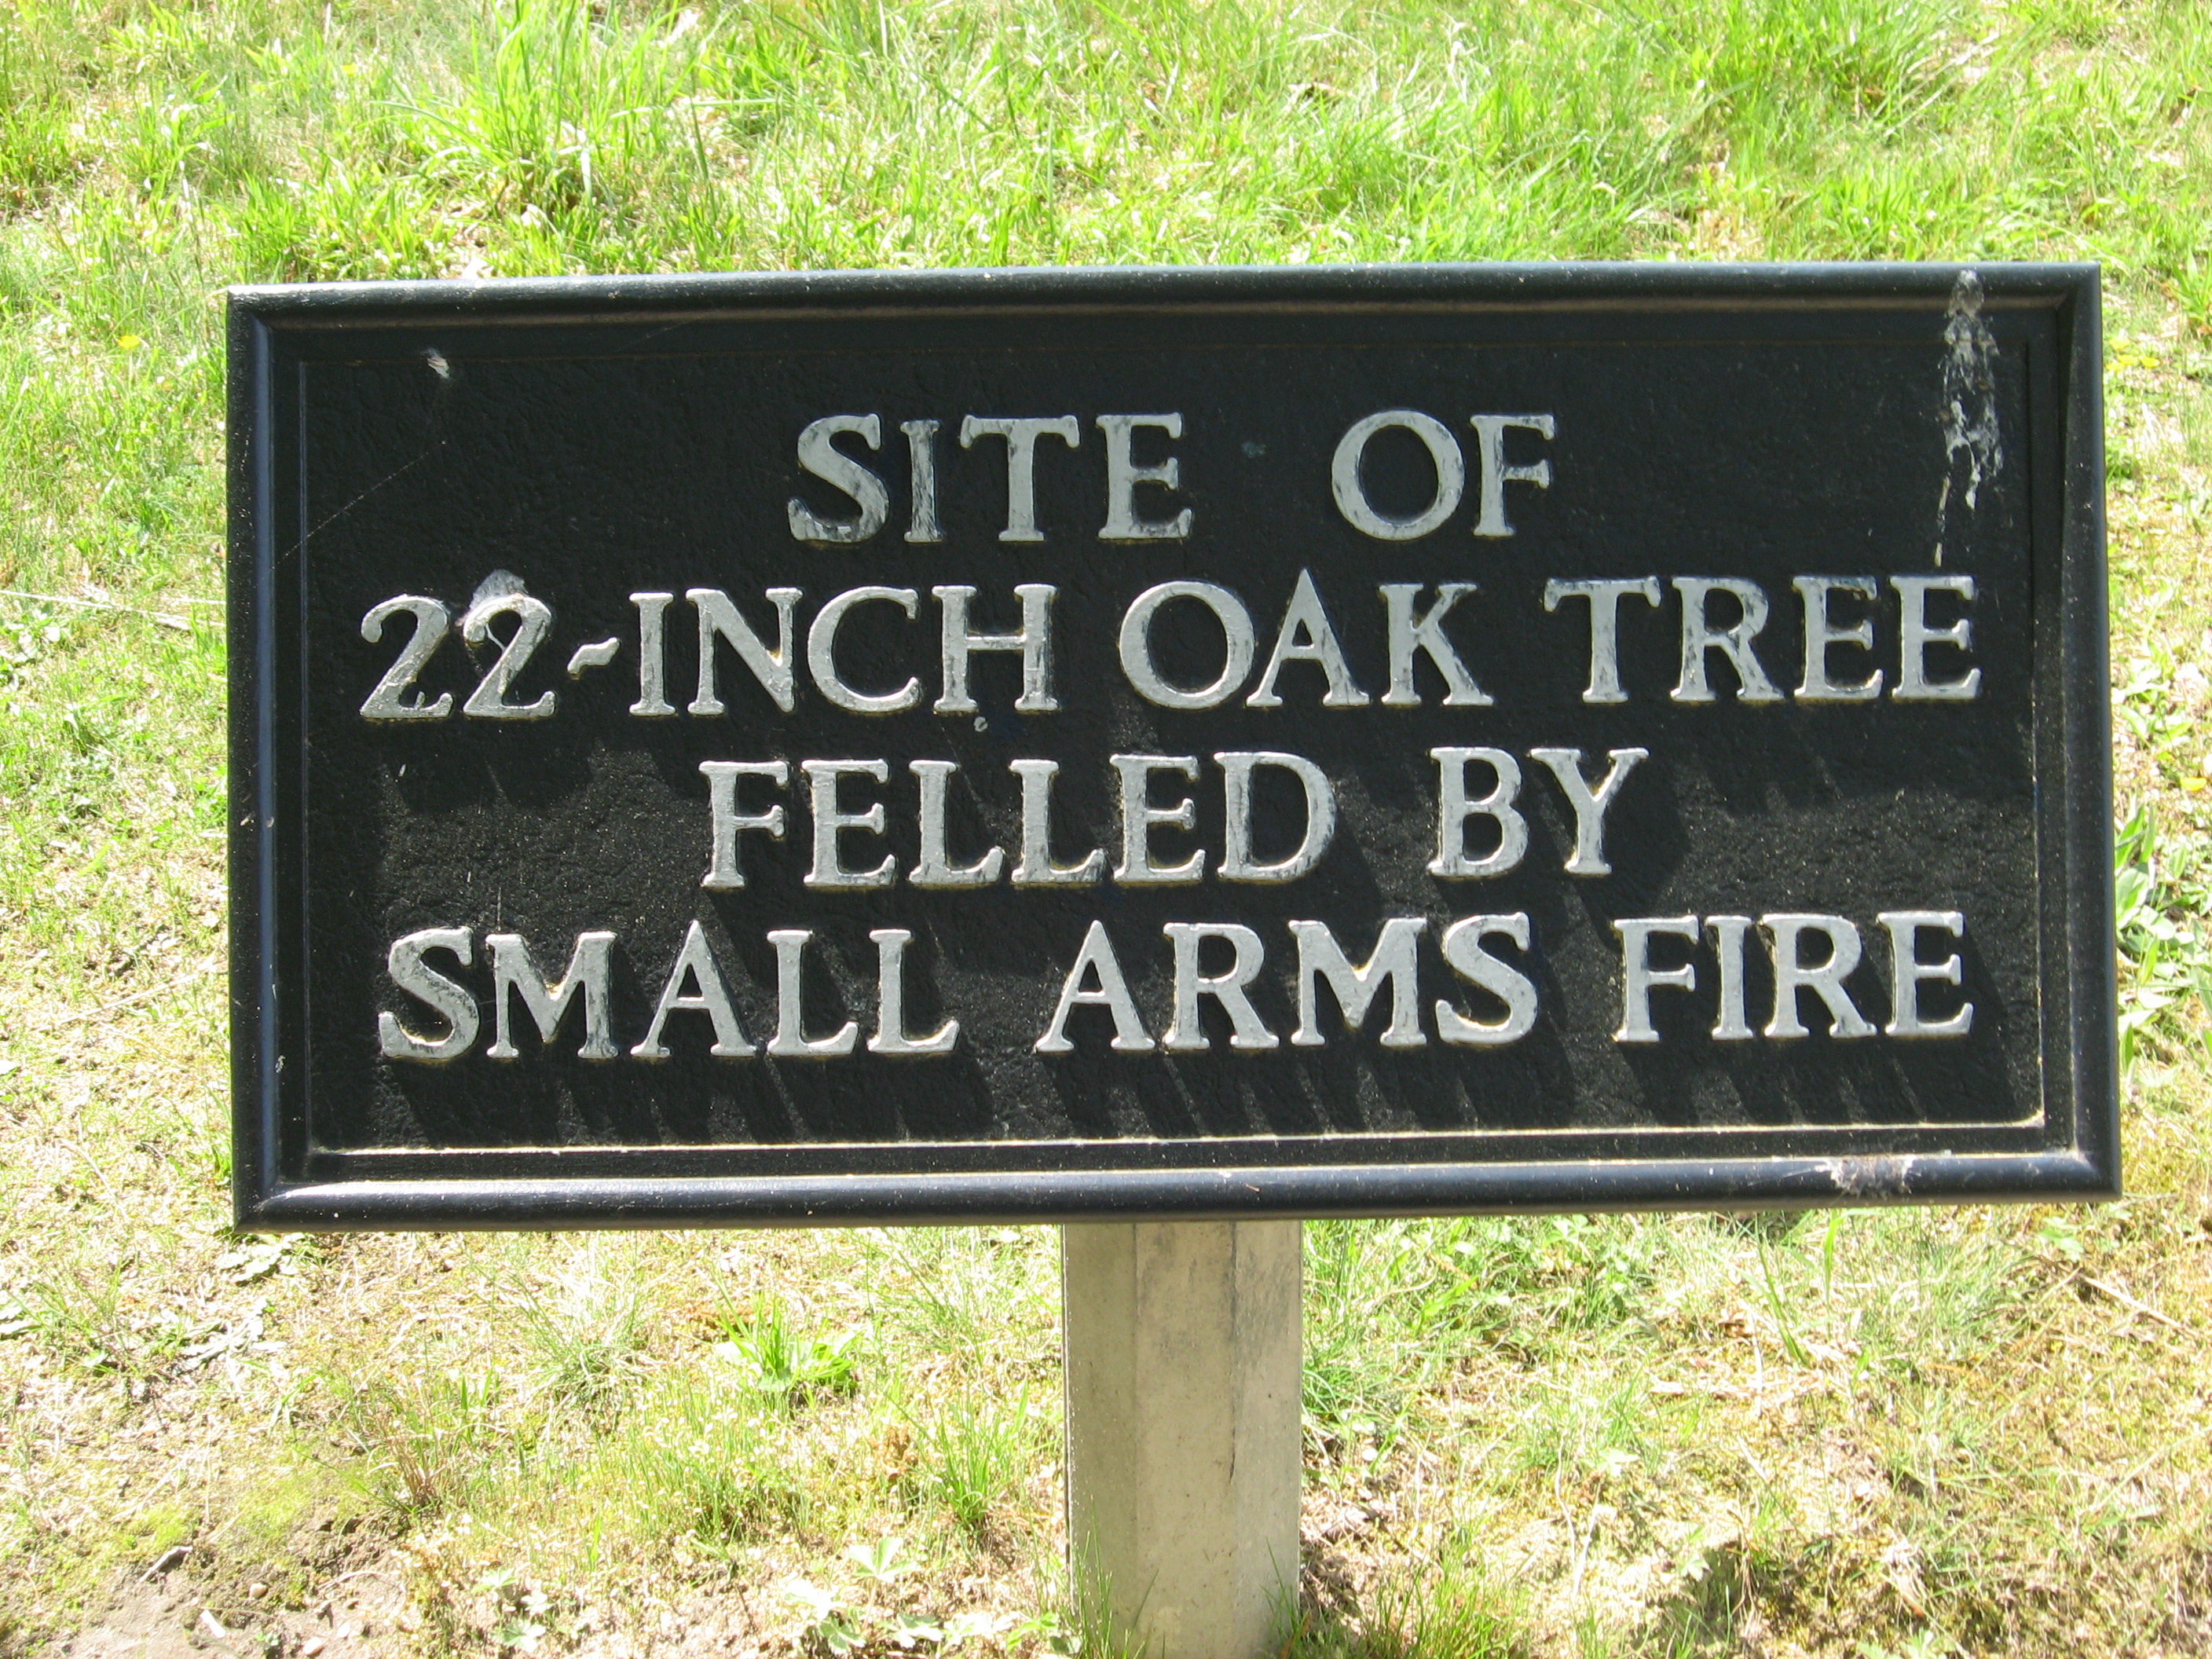 SITE OF
22-INCH OAK TREE
FELLED BY
SMALL ARMS FIRE